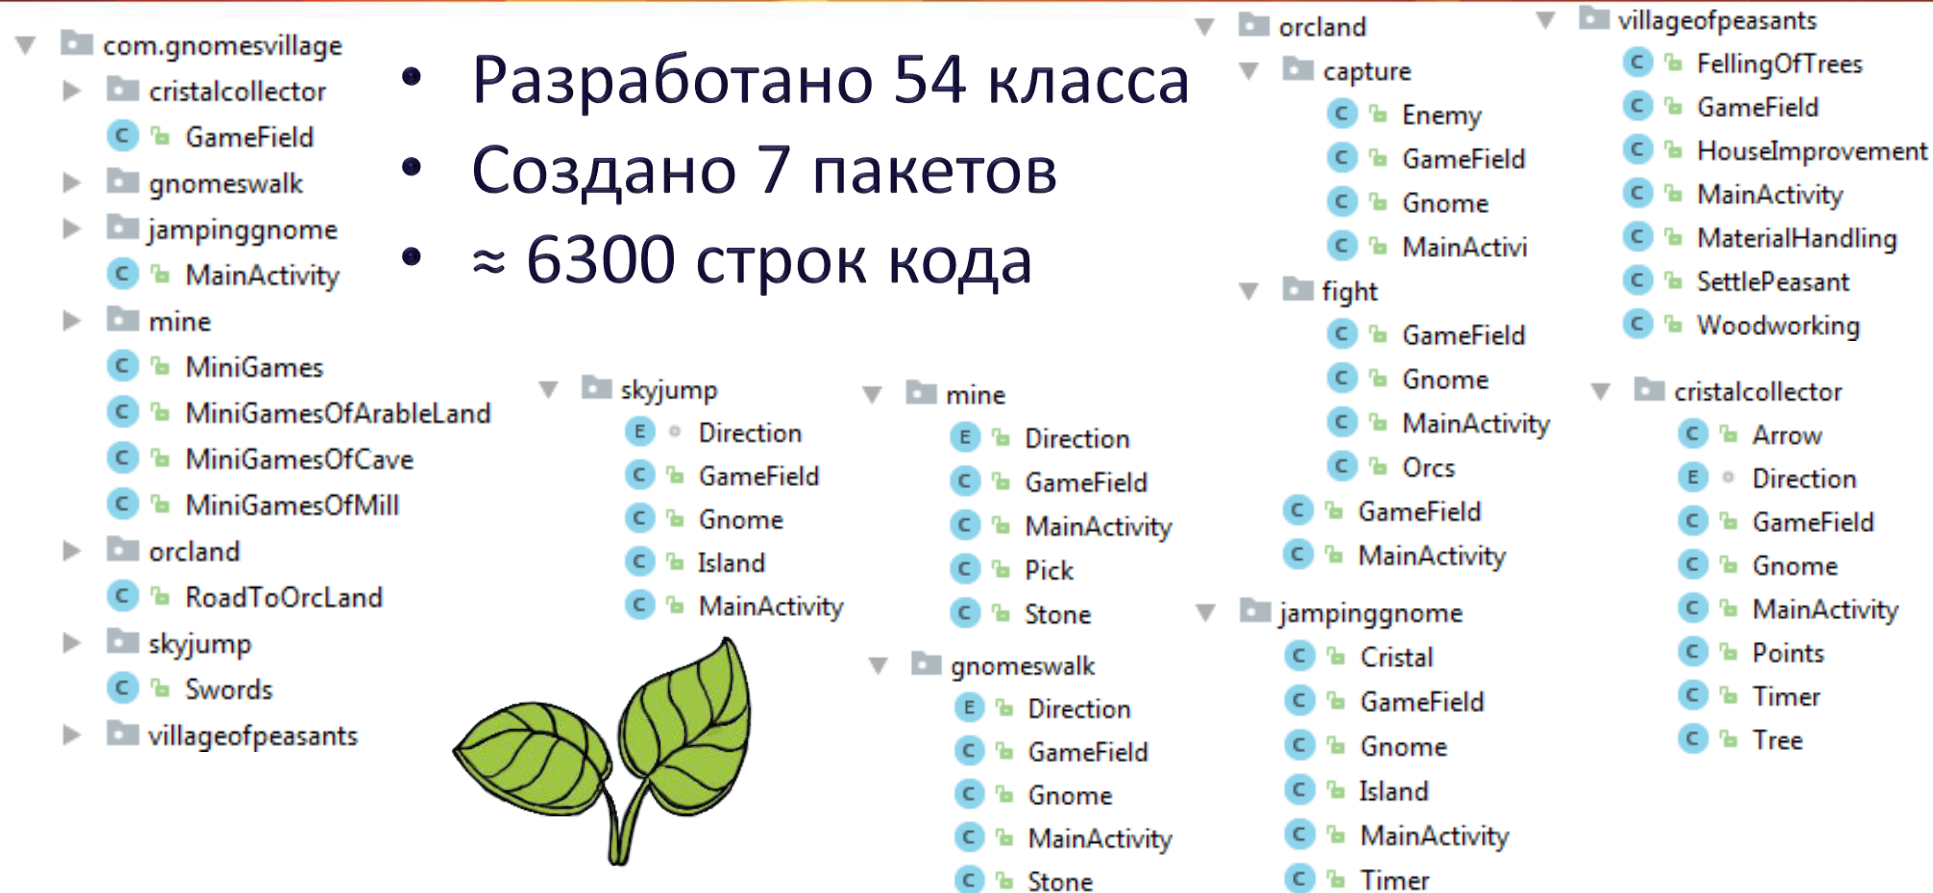 com.gnomesvillage
cristalcollector
GameField
gnomeswalk
jampinggnome
MainActivity
mine
MiniGames
MiniGamesOfArableLand
MiniGamesOfCave
MiniGamesOfMill
orcland
RoadToOrcLand
skyjump
Swords
villageofpeasants
• Разработано 54 класса
• Создано 7 пакетов
• ≈ 6300 строк кода
skyjump
Direction
GameField
Gnome
Island
MainActivity
mine
Direction
GameField
MainActivity
Pick
Stone
gnomeswalk
Direction
GameField
Gnome
MainActivity
Stone
orcland
capture
Enemy
GameField
Gnome
MainActivi
fight
GameField
Gnome
MainActivity
Orcs
GameField
MainActivity
jampinggnome
Cristal
GameField
Gnome
Island
MainActivity
Timer
villageofpeasants
FellingOfTrees
GameField
HouseImprovement
MainActivity
MaterialHandling
SettlePeasant
Woodworking
cristalcollector
Arrow
Direction
GameField
Gnome
MainActivity
Points
Timer
Tree